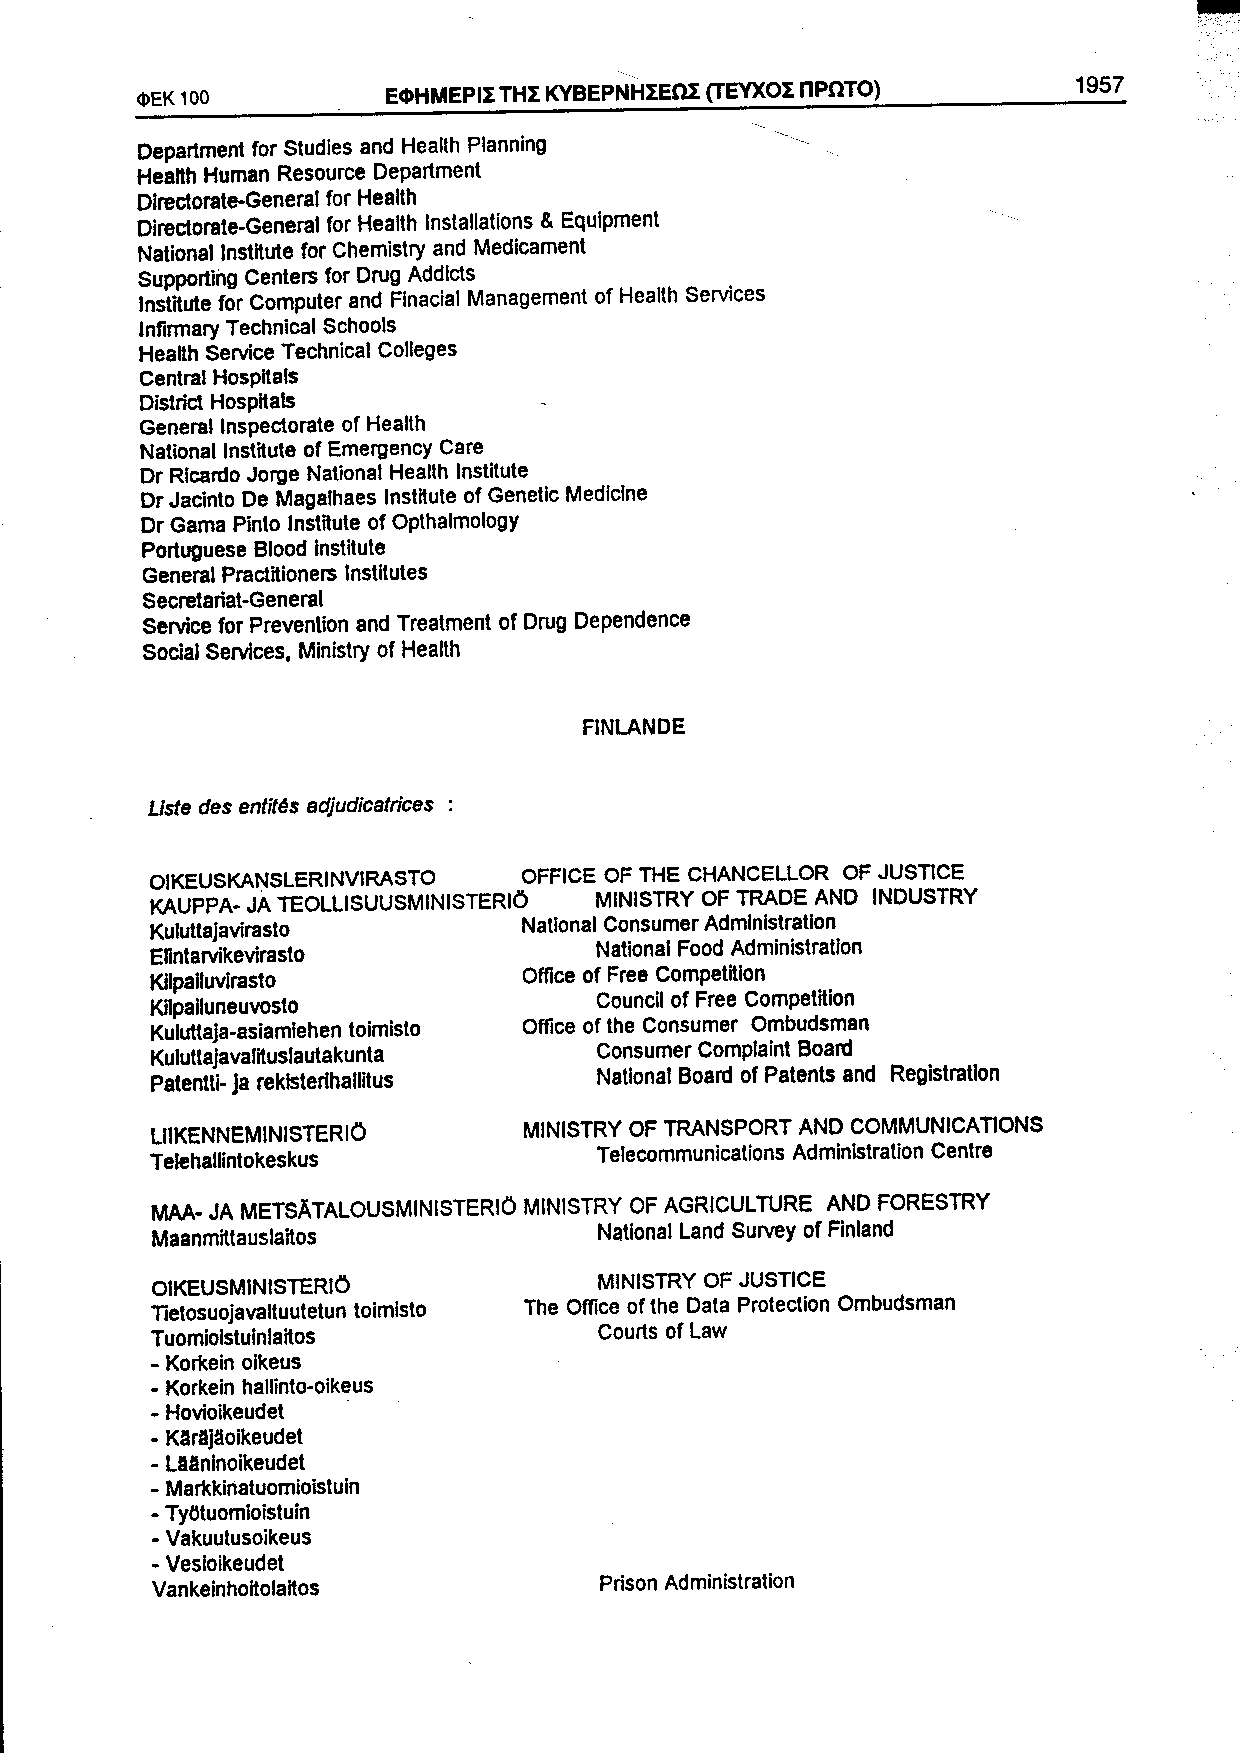 ΦΕΚ 100 ΕΦΗΜΕΡΙΣ ΤΗΣ ΚΥΒΕΡΝΗΣΕΩΣ (ΤΕΥΧΟΣ ΠΡΩΤΟ) 1957
Department for Studies and Health Planning
Health Human Resource Department
Directorate-General for Health
Directorate-General for Health Installations & Equipment
National Institute for Chemistry and Medicament
Supporting Centers for Drug Addicts
Institute for Computer and Finacial Management of Health Services
Infirmary Technical Schools
Health Service Technical Colleges
Central Hospitals
District Hospitals
General Inspectorate of Health
National Institute of Emergency Care
Dr Ricardo Jorge National Health Institute
Dr Jacinto De Magalhaes Institute of Genetic Medicine
Dr Gama Pinto Institute of Opthalmology
Portuguese Blood institute
General Practitioners Institutes
Secretariat-General
Service for Prevention and Treatment of Drug Dependence
Social Services, Ministry of Health
FINLANDE
Liste des entités adjudicatrices :
OIKEUSKANSLERINVIRASTO OFFICE OF THE CHANCELLOR OF JUSTICE
KAUPPA- JA TEOLLISUUSMINISTERIÖ MINISTRY OF TRADE AND INDUSTRY
Kuluttajavirasto National Consumer Administration
Elintarvikevirasto National Food Administration
Kilpailuvirasto Office of Free Competition
Kilpailuneuvosto Council of Free Competition
Kuluttaja-asiamiehen toimisto Office of the Consumer Ombudsman
Kuluttajavalituslautakunta Consumer Complaint Board
Patentti- ja rekisterihallitus National Board of Patents and Registration
LIIKENNEMINISTERIÖ MINISTRY OF TRANSPORT AND COMMUNICATIONS
Telehallintokeskus Telecommunications Administration Centre
MAA- JA METSÄTALOUSMINISTERIÖ MINISTRY OF AGRICULTURE AND FORESTRY
Maanmittauslaitos National Land Survey of Finland
OIKEUSMINISTERIÖ MINISTRY OF JUSTICE
Tietosuojavaltuutetun toimisto The Office of the Data Protection Ombudsman
Tuomioistuinlaitos Courts of Law
- Korkein oikeus
- Korkein hallinto-oikeus
- Hovioikeudet
- Käräjäoikeudet
- Lääninoikeudet
- Markkinatuomioistuin
- Työtuomioistuin
- Vakuutusoikeus
- Vesioikeudet
Vankeinhoitolaitos Prison Administration